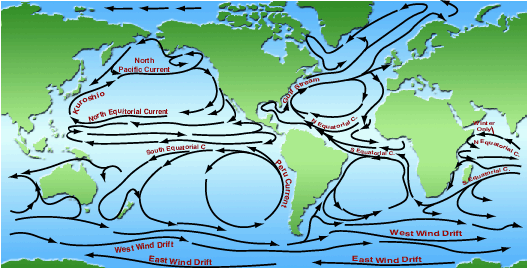 North
Pacific Current
Kuroshio
North Equitorial Current
South Equatorial C.
Peru Current
Gulf Stream
N Equatorial C.
S Equatorial C.
Winter
Only
N Equatorial C.
S Equatorial C.
West Wind Drift
West Wind Drift
East Wind Drift
East Wind Drift